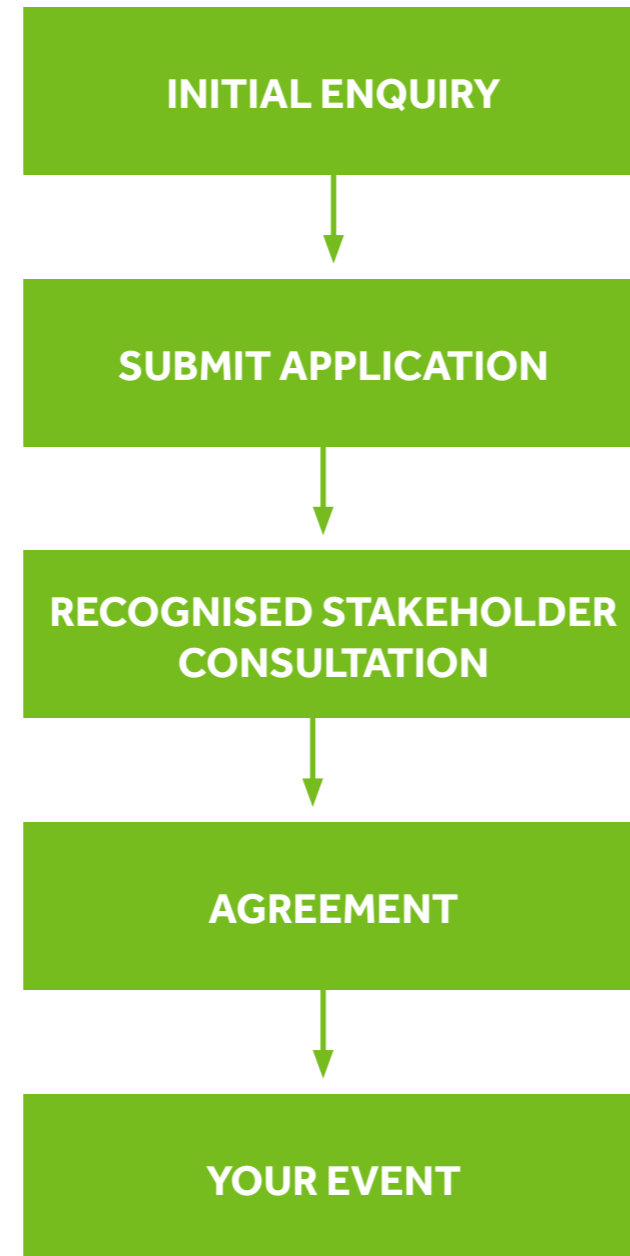 INITIAL ENQUIRY
SUBMIT APPLICATION
RECOGNISED STAKEHOLDER
CONSULTATION
AGREEMENT
YOUR EVENT